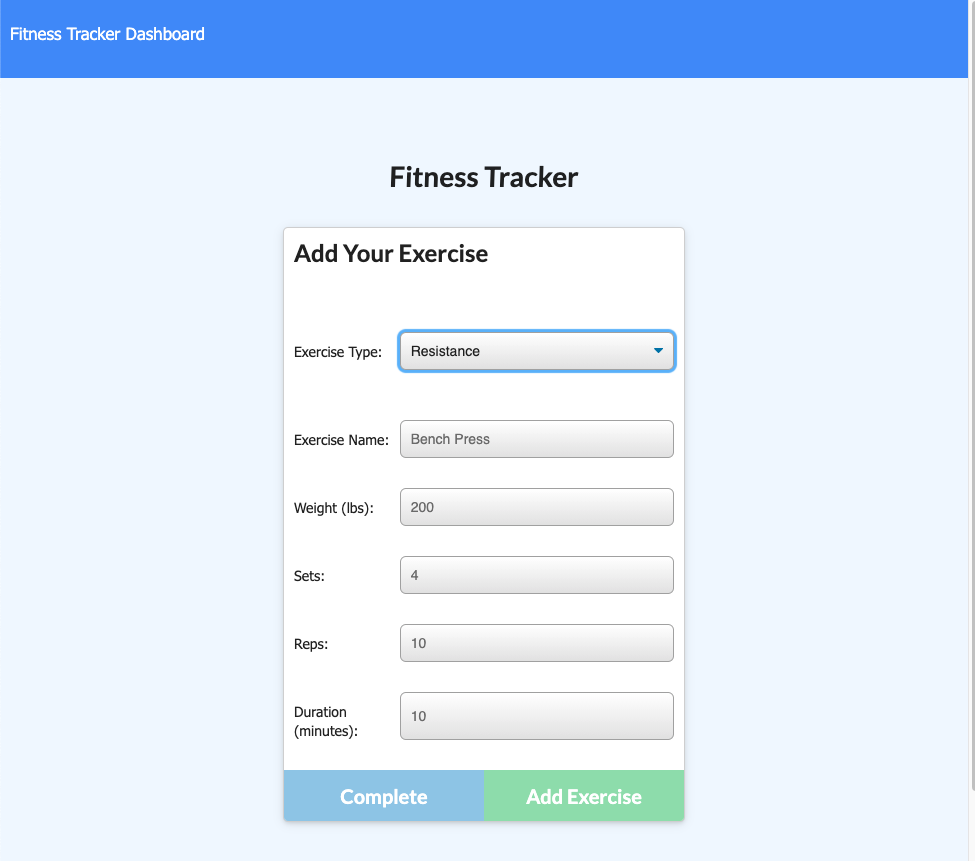 Fitness Tracker Dashboard
Fitness Tracker
Add Your Exercise
Exercise Type: Resistance
Exercise Name: Bench Press
Weight (lbs): 200
Sets: 4
Reps: 10
Duration
(minutes): 10
Complete Add Exercise